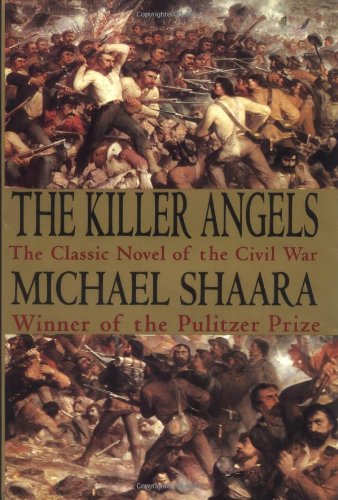 THE KILLER ANGELS
The Classic Novel of the Civil War
MICHAEL SHAARA
Winner of the Pulitzer Prize